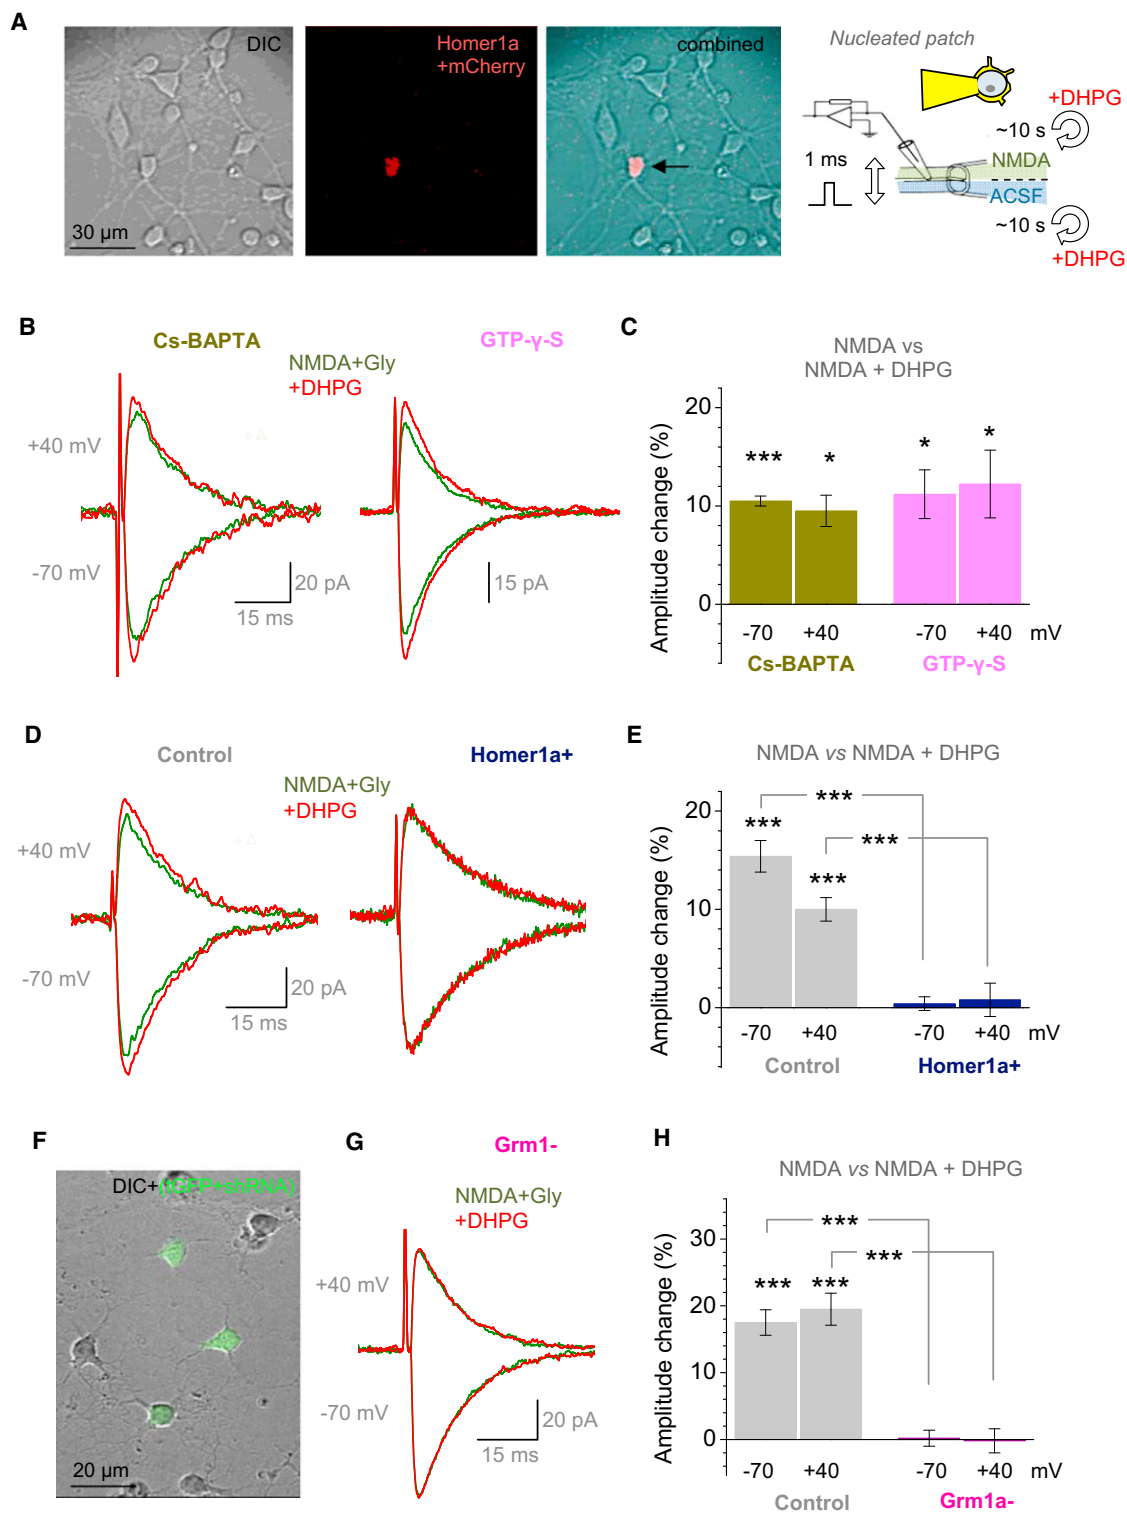 A
DIC
Homer1a
+mCherry
combined
30 µm
Nucleated patch
+DHPG
~10 s
1 ms
NMDA
ACSF
~10 s
+DHPG
B
Cs-BAPTA
GTP-γ-S
NMDA+Gly
+DHPG
+40 mV
+Δ
-70 mV
20 pA
15 ms
15 pA
C
NMDA vs
NMDA + DHPG
Amplitude change (%)
20
10
0
***
*
*
*
-70
+40
-70
+40
mV
Cs-BAPTA
GTP-γ-S
D
Control
Homer1a+
NMDA+Gly
+DHPG
+40 mV
+Δ
-70 mV
20 pA
15 ms
E
NMDA vs NMDA + DHPG
Amplitude change (%)
20
10
0
***
***
***
***
-70
+40
-70
+40
mV
Control
Homer1a+
F
DIC+(tGFP+shRNA)
20 µm
G
Grm1-
NMDA+Gly
+DHPG
+40 mV
-70 mV
20 pA
15 ms
H
NMDA vs NMDA + DHPG
Amplitude change (%)
30
20
10
0
***
***
***
***
-70
+40
-70
+40
mV
Control
Grm1a-